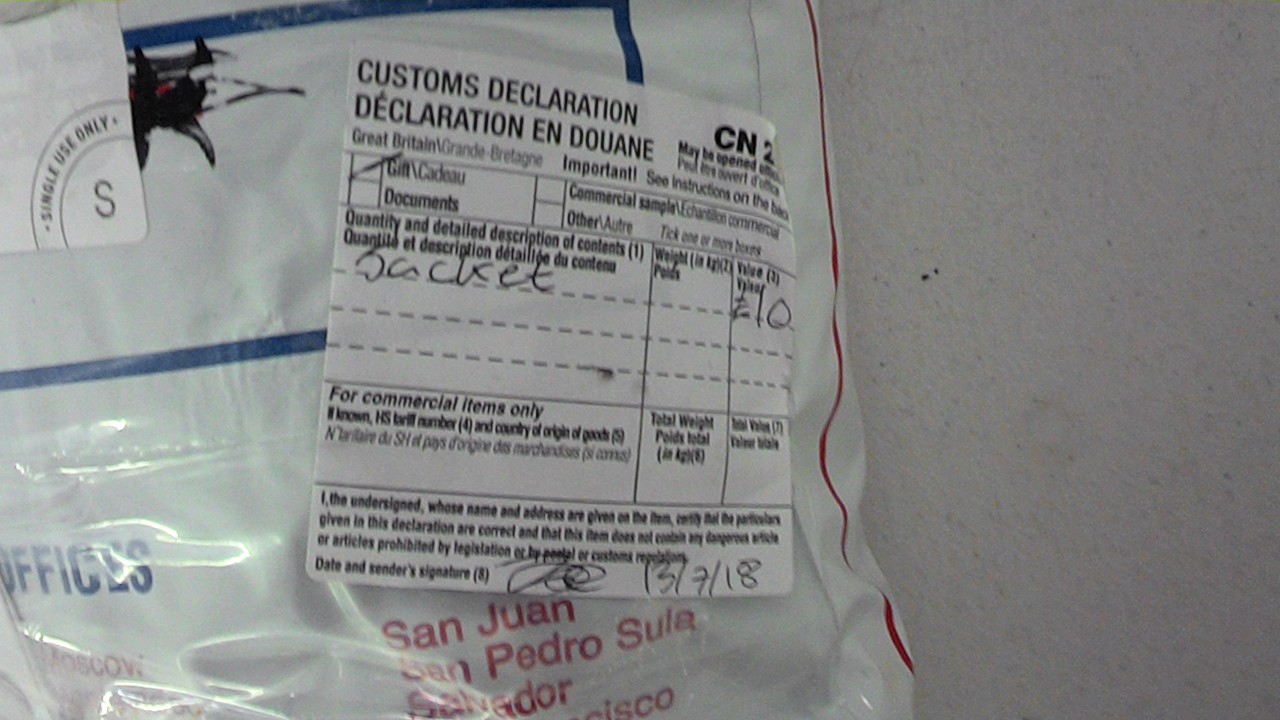 • SINGLE USE ONLY •
S
CUSTOMS DECLARATION
DÉCLARATION EN DOUANE
CN 2
Great Britain\Grande-Bretagne
Important!
May be opened
Peut être ouvert d'office
See instructions on the back
Gift\Cadeau
Commercial sample\Échantillon commercial
Documents
Other\Autre
Tick one or more boxes
Quantity and detailed description of contents (1)
Quantité et description détaillée du contenu
Weight (in kg)(2)
Poids
Value (3)
Valeur
Jacket
£10
For commercial items only
If known, HS tariff number (4) and country of origin of goods (5)
N°tarifaire du SH et pays d'origine des marchandises (si connus)
Total Weight
Poids total
(in kg)(6)
Total Value (7)
Valeur totale
I, the undersigned, whose name and address are given on the item, certify that the particulars
given in this declaration are correct and that this item does not contain any dangerous article
or articles prohibited by legislation or by postal or customs regulations.
Date and sender's signature (8)
13/7/18
OFFICES
San Juan
San Pedro Sula
Salvador
cisco
Moscow